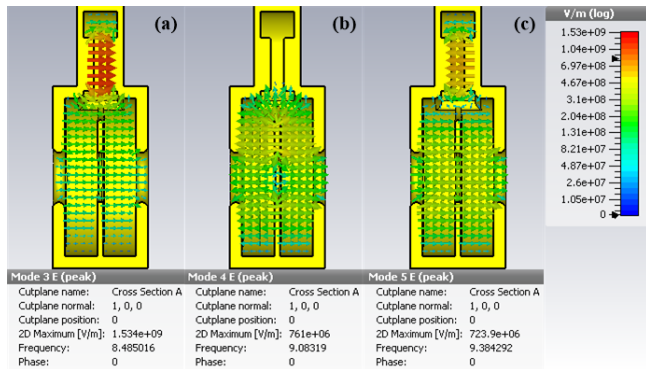 (a)
(b)
(c)
V/m (log)
1.53e+09
1.04e+09
6.97e+08
4.67e+08
3.1e+08
2.04e+08
1.31e+08
8.21e+07
4.87e+07
2.6e+07
1.05e+07
0
Mode 3 E (peak)
Cutplane name: Cross Section A
Cutplane normal: 1, 0, 0
Cutplane position: 0
2D Maximum [V/m]: 1.534e+09
Frequency: 8.485016
Phase: 0
Mode 4 E (peak)
Cutplane name: Cross Section A
Cutplane normal: 1, 0, 0
Cutplane position: 0
2D Maximum [V/m]: 761e+06
Frequency: 9.08319
Phase: 0
Mode 5 E (peak)
Cutplane name: Cross Section A
Cutplane normal: 1, 0, 0
Cutplane position: 0
2D Maximum [V/m]: 723.9e+06
Frequency: 9.384292
Phase: 0